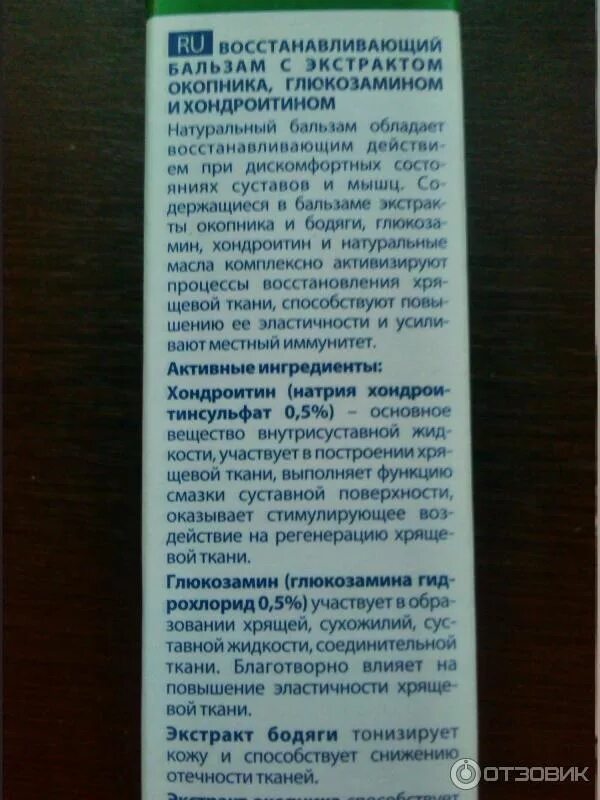 RU ВОССТАНАВЛИВАЮЩИЙ
БАЛЬЗАМ С ЭКСТРАКТОМ
ОКОПНИКА, ГЛЮКОЗАМИНОМ
И ХОНДРОИТИНОМ
Натуральный бальзам обладает
восстанавливающим действи-
ем при дискомфортных состо-
яниях суставов и мышц. Со-
держащиеся в бальзаме экстрак-
ты окопника и бодяги, глюкоза-
мин, хондроитин и натуральные
масла комплексно активизируют
процессы восстановления хря-
щевой ткани, способствуют повы-
шению ее эластичности и усили-
вают местный иммунитет.
Активные ингредиенты:
Хондроитин (натрия хондрои-
тинсульфат 0,5%) – основное
вещество внутрисуставной жид-
кости, участвует в построении хря-
щевой ткани, выполняет функцию
смазки суставной поверхности,
оказывает стимулирующее воз-
действие на регенерацию хряще-
вой ткани.
Глюкозамин (глюкозамина гид-
рохлорид 0,5%) участвует в обра-
зовании хрящей, сухожилий, сус-
тавной жидкости, соединительной
ткани. Благотворно влияет на
повышение эластичности хряще-
вой ткани.
Экстракт бодяги тонизирует
кожу и способствует снижению
отечности тканей.
Экстракт окопника способствует
ОТЗОВИК